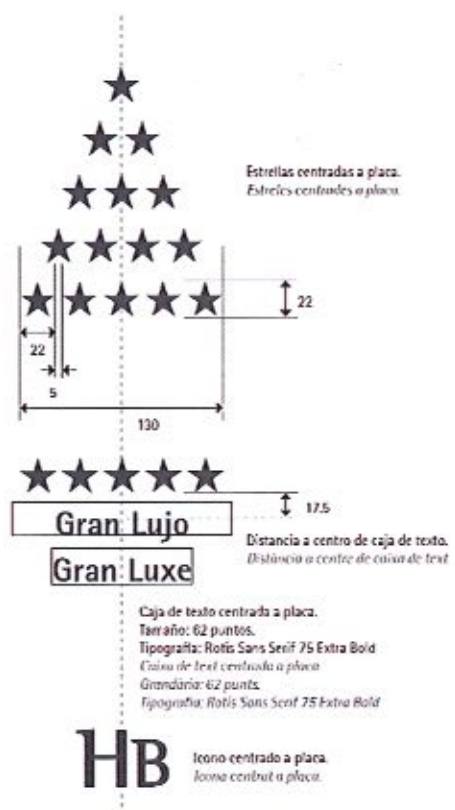 Estrellas centradas a placa.
Estreles centrades a placa.
22
22
5
130
17.5
Gran Lujo
Distancia a centro de caja de texto.
Distància a centre de caixa de text
Gran Luxe
Caja de texto centrada a placa.
Tamaño: 62 puntos.
Tipografía: Rotis Sans Serif 75 Extra Bold
Caixa de text centrada a placa
Grandària: 62 punts.
Tipografia: Rotis Sans Serif 75 Extra Bold
HB
Icono centrado a placa.
Icona centrat a placa.